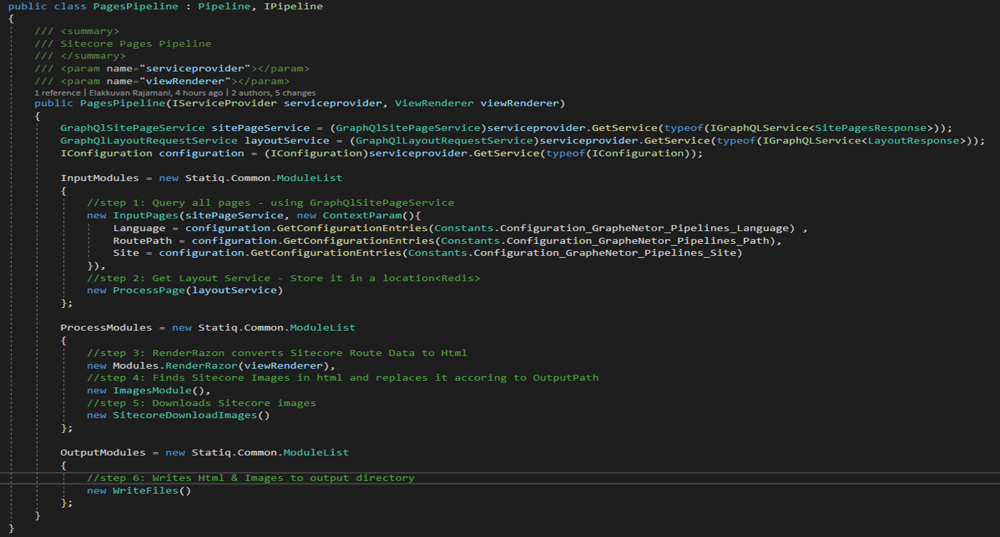 public class PagesPipeline : Pipeline, IPipeline
{
/// <summary>
/// Sitecore Pages Pipeline
/// </summary>
/// <param name="serviceprovider"></param>
/// <param name="viewRenderer"></param>
1 reference | Elakkuvan Rajamani, 4 hours ago | 2 authors, 5 changes
public PagesPipeline(IServiceProvider serviceprovider, ViewRenderer viewRenderer)
{
GraphQlSitePageService sitePageService = (GraphQlSitePageService)serviceprovider.GetService(typeof(IGraphQLService<SitePagesResponse>));
GraphQlLayoutRequestService layoutService = (GraphQlLayoutRequestService)serviceprovider.GetService(typeof(IGraphQLService<LayoutResponse>));
IConfiguration configuration = (IConfiguration)serviceprovider.GetService(typeof(IConfiguration));
InputModules = new Statiq.Common.ModuleList
{
//step 1: Query all pages - using GraphQlSitePageService
new InputPages(sitePageService, new ContextParam(){
Language = configuration.GetConfigurationEntries(Constants.Configuration_GrapheNetor_Pipelines_Language) ,
RoutePath = configuration.GetConfigurationEntries(Constants.Configuration_GrapheNetor_Pipelines_Path),
Site = configuration.GetConfigurationEntries(Constants.Configuration_GrapheNetor_Pipelines_Site)
}),
//step 2: Get Layout Service - Store it in a location<Redis>
new ProcessPage(layoutService)
};
ProcessModules = new Statiq.Common.ModuleList
{
//step 3: RenderRazon converts Sitecore Route Data to Html
new Modules.RenderRazor(viewRenderer),
//step 4: Finds Sitecore Images in html and replaces it accoring to OutputPath
new ImagesModule(),
//step 5: Downloads Sitecore images
new SitecoreDownloadImages()
};
OutputModules = new Statiq.Common.ModuleList
{
//step 6: Writes Html & Images to output directory
new WriteFiles()
};
}
}